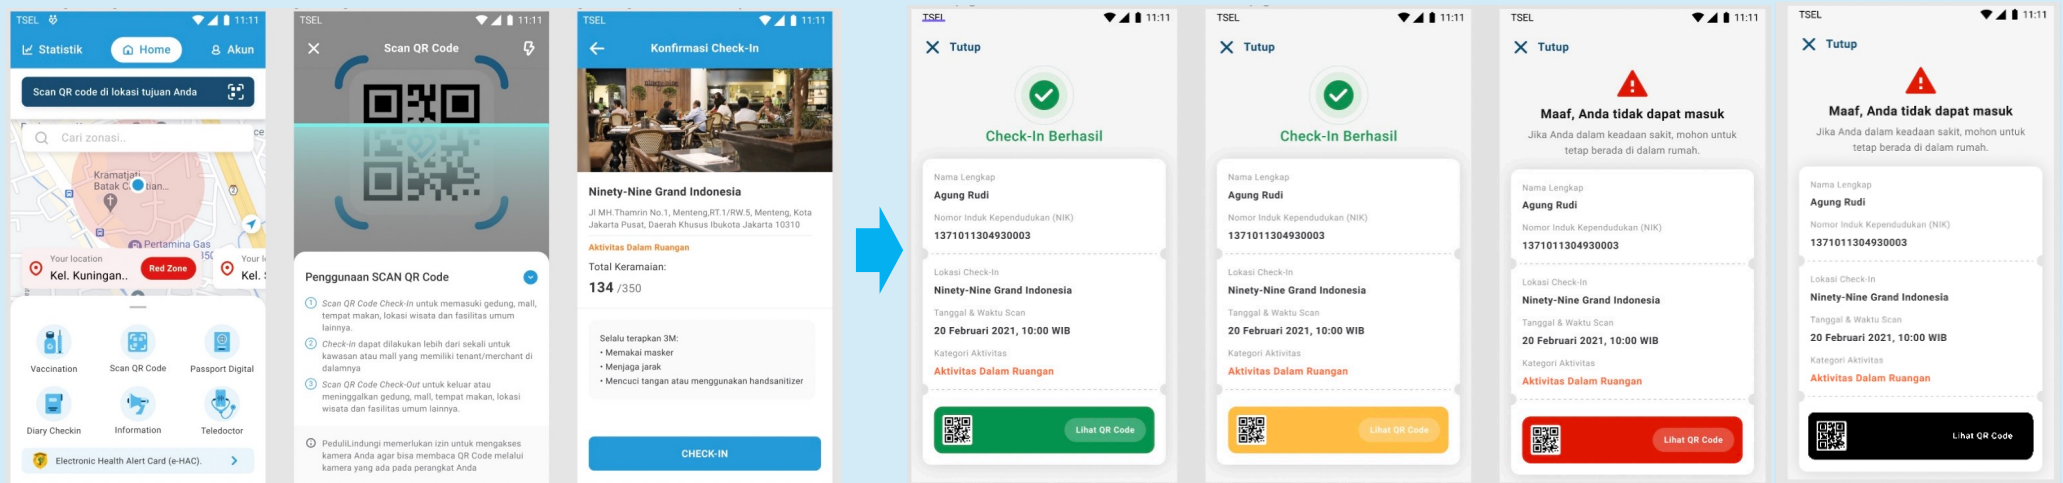 TSEL 11:11
Statistik Home Akun
Scan QR code di lokasi tujuan Anda
Cari zonasi..
Kramatjati
Batak
Pertamina Gas
Your location
Kel. Kuningan..
Red Zone
Kel.
Vaccination Scan QR Code Passport Digital
Diary Checkin Information Teledoctor
Electronic Health Alert Card (e-HAC).
TSEL 11:11
Scan QR Code
Penggunaan SCAN QR Code
1 Scan QR Code Check-In untuk memasuki gedung, mall,
tempat makan, lokasi wisata dan fasilitas umum
lainnya.
2 Check-in dapat dilakukan lebih dari sekali untuk
kawasan atau mall yang memiliki tenant/merchant di
dalamnya
3 Scan QR Code Check-Out untuk keluar atau
meninggalkan gedung, mall, tempat makan, lokasi
wisata dan fasilitas umum lainnya.
PeduliLindungi memerlukan izin untuk mengakses
kamera Anda agar bisa membaca QR Code melalui
kamera yang ada pada perangkat Anda
TSEL 11:11
Konfirmasi Check-In
Ninety-Nine Grand Indonesia
Jl MH.Thamrin No.1, Menteng,RT.1/RW.5, Menteng, Kota
Jakarta Pusat, Daerah Khusus Ibukota Jakarta 10310
Aktivitas Dalam Ruangan
Total Keramaian:
134 /350
Selalu terapkan 3M:
• Memakai masker
• Menjaga jarak
• Mencuci tangan atau menggunakan handsanitizer
CHECK-IN
TSEL 11:11
Tutup
Check-In Berhasil
Nama Lengkap
Agung Rudi
Nomor Induk Kependudukan (NIK)
1371011304930003
Lokasi Check-In
Ninety-Nine Grand Indonesia
Tanggal & Waktu Scan
20 Februari 2021, 10:00 WIB
Kategori Aktivitas
Aktivitas Dalam Ruangan
Lihat QR Code
TSEL 11:11
Tutup
Check-In Berhasil
Nama Lengkap
Agung Rudi
Nomor Induk Kependudukan (NIK)
1371011304930003
Lokasi Check-In
Ninety-Nine Grand Indonesia
Tanggal & Waktu Scan
20 Februari 2021, 10:00 WIB
Kategori Aktivitas
Aktivitas Dalam Ruangan
Lihat QR Code
TSEL 11:11
Tutup
Maaf, Anda tidak dapat masuk
Jika Anda dalam keadaan sakit, mohon untuk
tetap berada di dalam rumah.
Nama Lengkap
Agung Rudi
Nomor Induk Kependudukan (NIK)
1371011304930003
Lokasi Check-In
Ninety-Nine Grand Indonesia
Tanggal & Waktu Scan
20 Februari 2021, 10:00 WIB
Kategori Aktivitas
Aktivitas Dalam Ruangan
Lihat QR Code
TSEL 11:11
Tutup
Maaf, Anda tidak dapat masuk
Jika Anda dalam keadaan sakit, mohon untuk
tetap berada di dalam rumah.
Nama Lengkap
Agung Rudi
Nomor Induk Kependudukan (NIK)
1371011304930003
Lokasi Check-In
Ninety-Nine Grand Indonesia
Tanggal & Waktu Scan
20 Februari 2021, 10:00 WIB
Kategori Aktivitas
Aktivitas Dalam Ruangan
Lihat QR Code